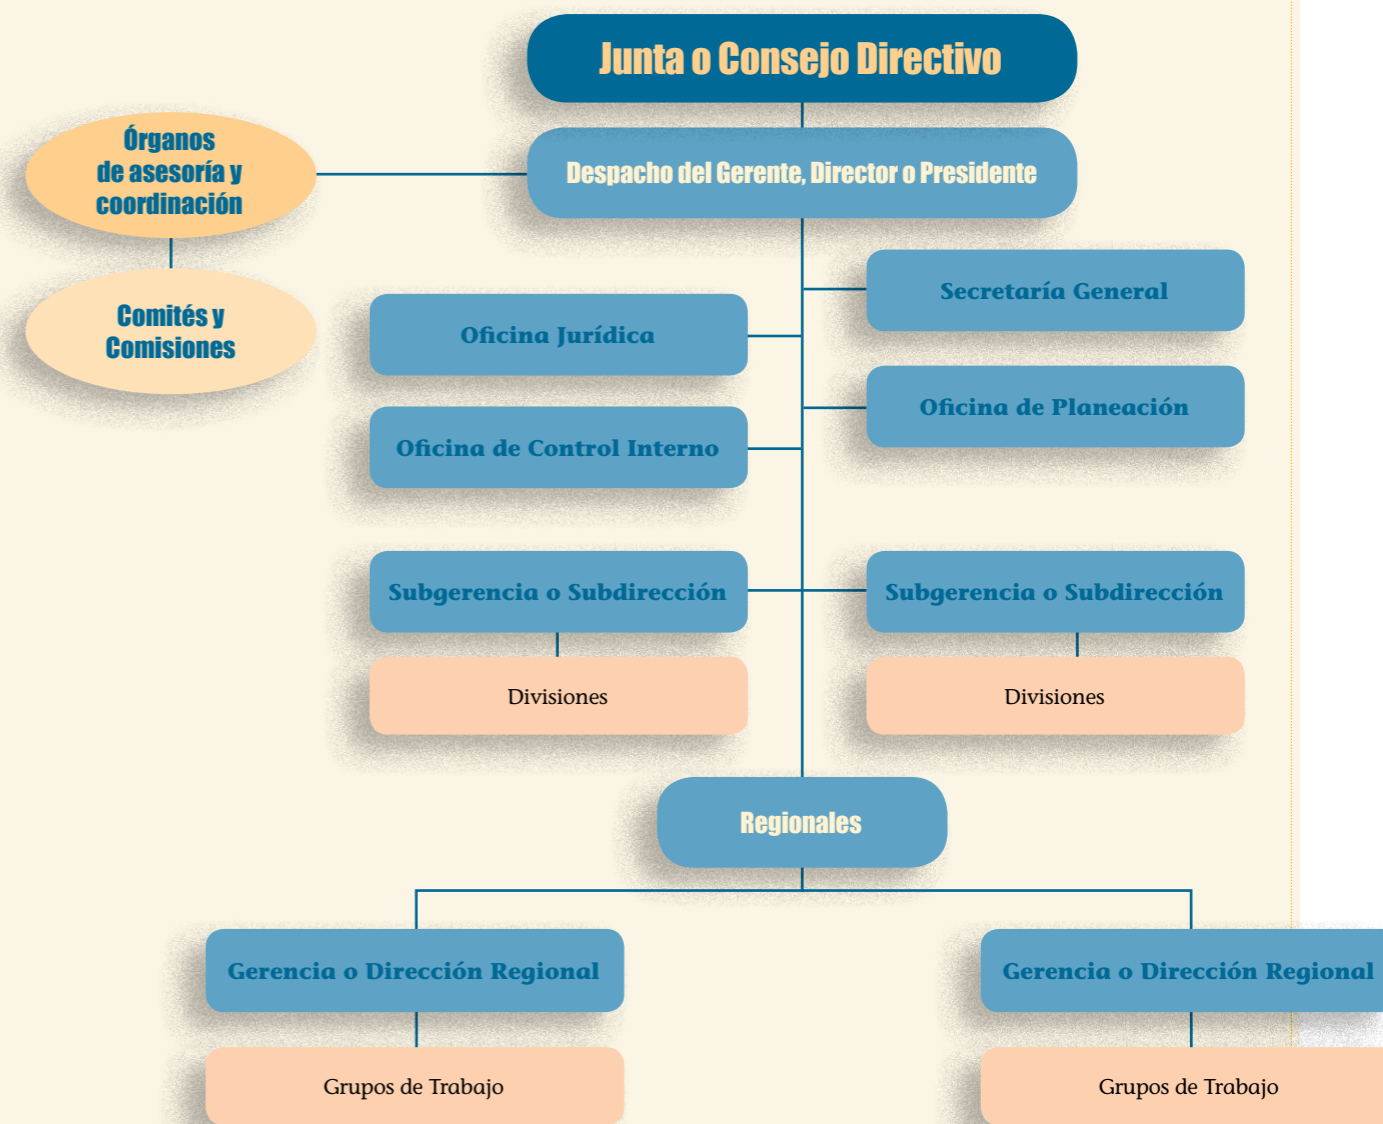 Junta o Consejo Directivo
Órganos
de asesoría y
coordinación
Despacho del Gerente, Director o Presidente
Comités y
Comisiones
Secretaría General
Oficina Jurídica
Oficina de Planeación
Oficina de Control Interno
Subgerencia o Subdirección
Subgerencia o Subdirección
Divisiones
Divisiones
Regionales
Gerencia o Dirección Regional
Gerencia o Dirección Regional
Grupos de Trabajo
Grupos de Trabajo